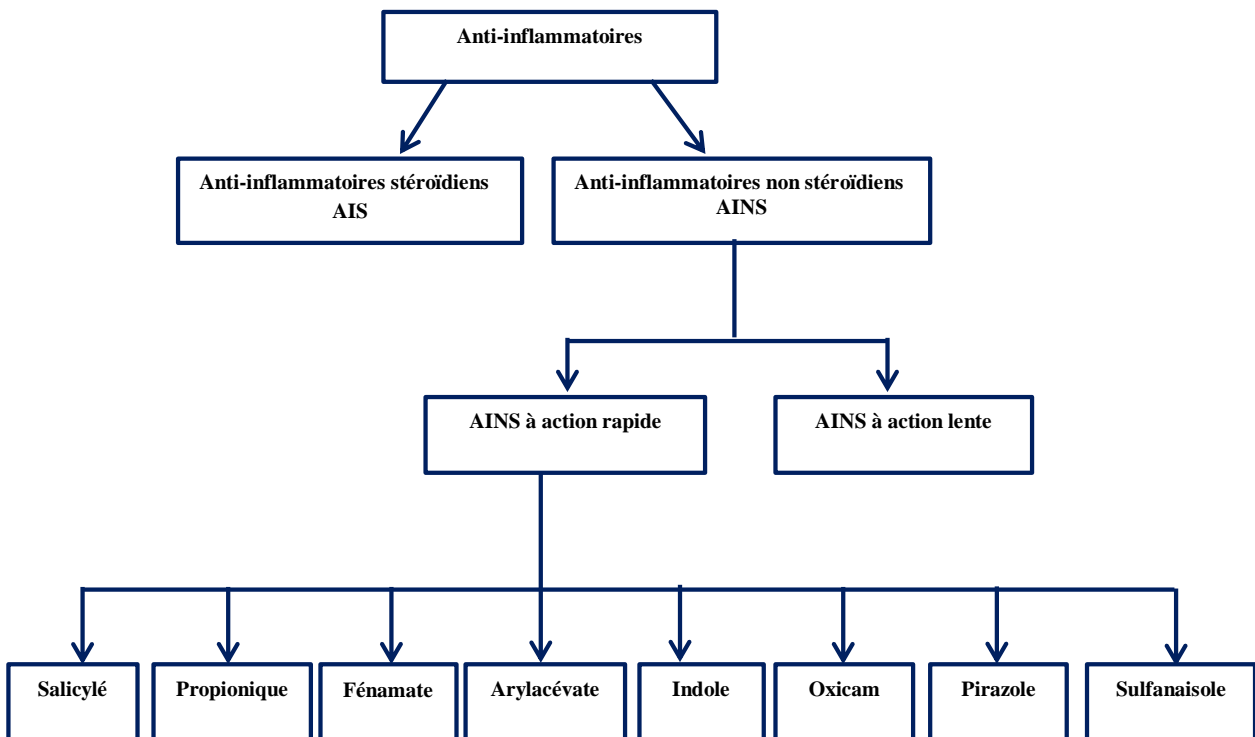 Anti-inflammatoires
Anti-inflammatoires stéroïdiens
AIS
Anti-inflammatoires non stéroïdiens
AINS
AINS à action rapide
AINS à action lente
Salicylé
Propionique
Fénamate
Arylacévate
Indole
Oxicam
Pirazole
Sulfanaisole